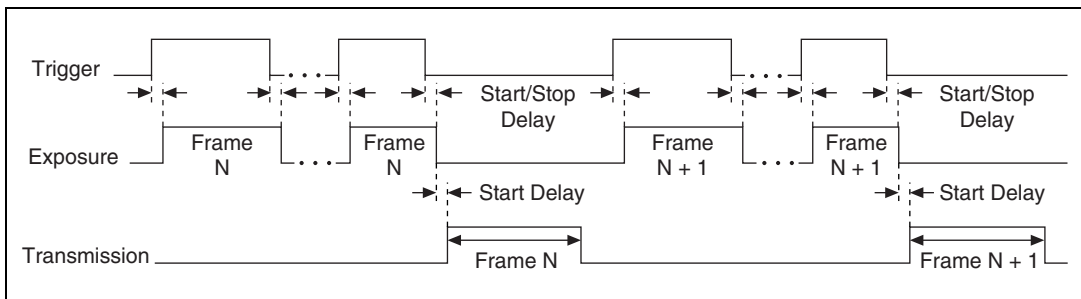 Trigger
Start/Stop
Delay
Start/Stop
Delay
Exposure
Frame
N
Frame
N
Frame
N + 1
Frame
N + 1
Start Delay
Start Delay
Transmission
Frame N
Frame N + 1